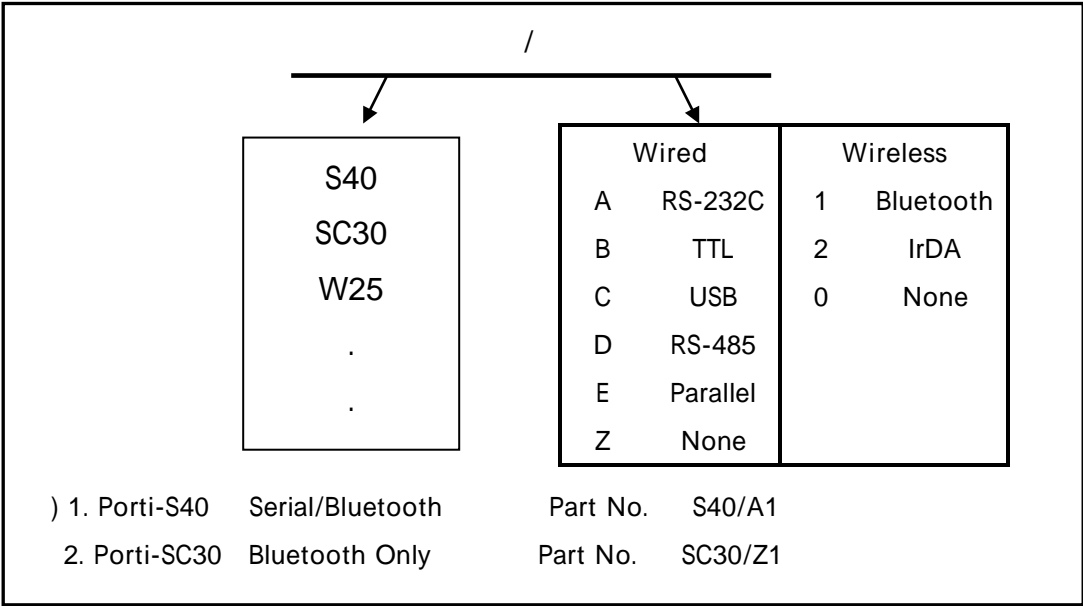 /
S40
SC30
W25
.
.
Wired Wireless
A RS-232C 1 Bluetooth
B TTL 2 IrDA
C USB 0 None
D RS-485
E Parallel
Z None
) 1. Porti-S40 Serial/Bluetooth Part No. S40/A1
2. Porti-SC30 Bluetooth Only Part No. SC30/Z1